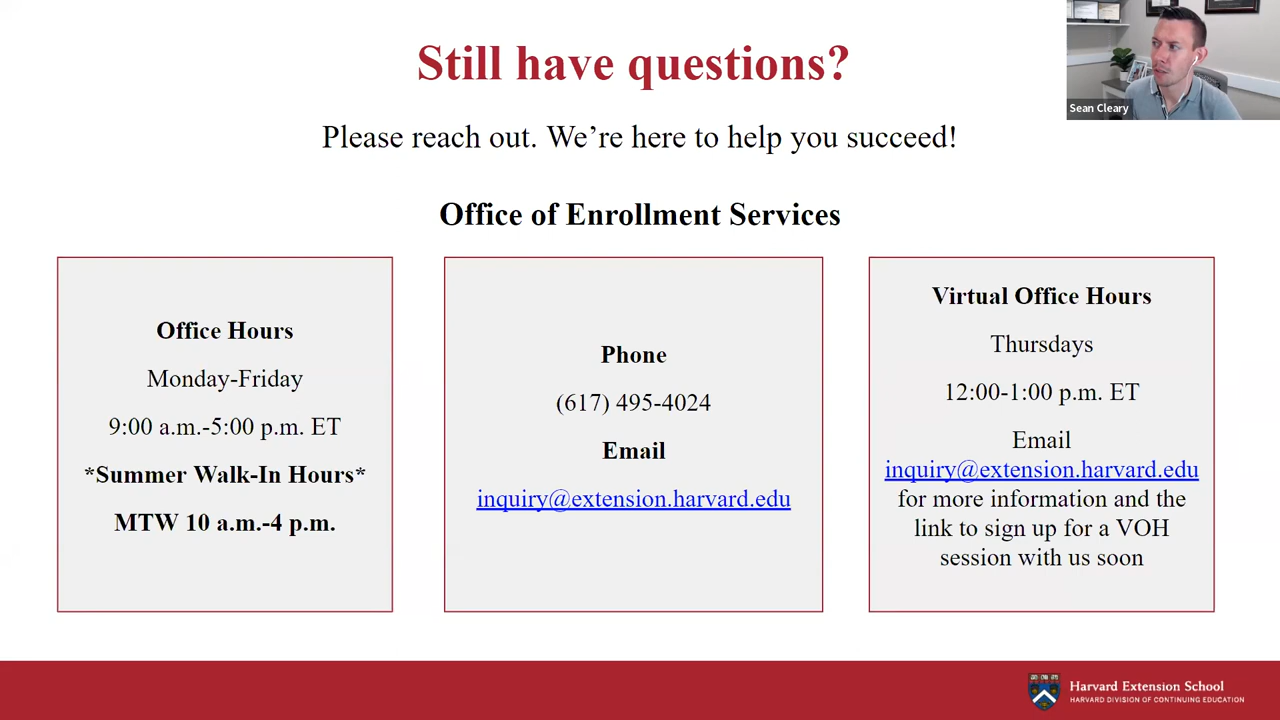 Still have questions?
Sean Cleary
Please reach out. We’re here to help you succeed!
Office of Enrollment Services
Office Hours
Monday-Friday
9:00 a.m.-5:00 p.m. ET
*Summer Walk-In Hours*
MTW 10 a.m.-4 p.m.
Phone
(617) 495-4024
Email
inquiry@extension.harvard.edu
Virtual Office Hours
Thursdays
12:00-1:00 p.m. ET
Email
inquiry@extension.harvard.edu
for more information and the
link to sign up for a VOH
session with us soon
Harvard Extension School
HARVARD DIVISION OF CONTINUING EDUCATION